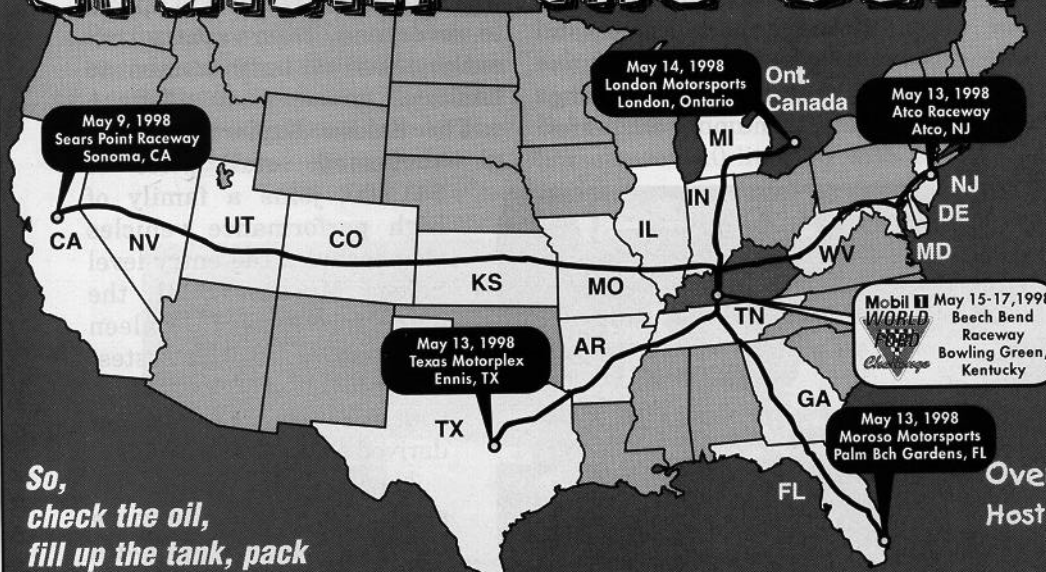 May 14, 1998
London Motorsports
London, Ontario
Ont.
Canada
May 13, 1998
Atco Raceway
Atco, NJ
May 9, 1998
Sears Point Raceway
Sonoma, CA
MI
NJ
IN
DE
UT
IL
CA
NV
CO
WV
MD
KS
MO
Mobil 1
WORLD
FORD
Challenge
May 15-17, 1998
Beech Bend
Raceway
Bowling Green,
Kentucky
TN
May 13, 1998
Texas Motorplex
Ennis, TX
AR
GA
TX
May 13, 1998
Moroso Motorsports
Palm Bch Gardens, FL
FL
Ove
Host
So,
check the oil,
fill up the tank, pack